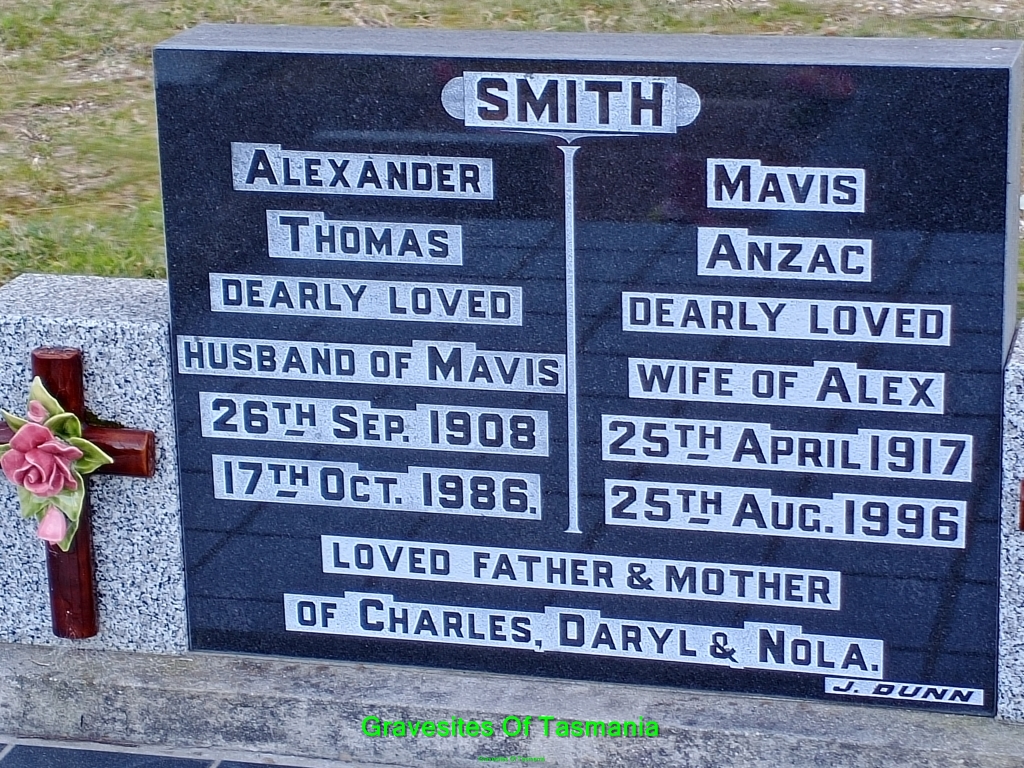 SMITH
ALEXANDER
THOMAS
DEARLY LOVED
HUSBAND OF MAVIS
26TH SEP. 1908
17TH OCT. 1986.
MAVIS
ANZAC
DEARLY LOVED
WIFE OF ALEX
25TH APRIL 1917
25TH AUG. 1996
LOVED FATHER & MOTHER
OF CHARLES, DARYL & NOLA.
J. DUNN
Gravesites Of Tasmania